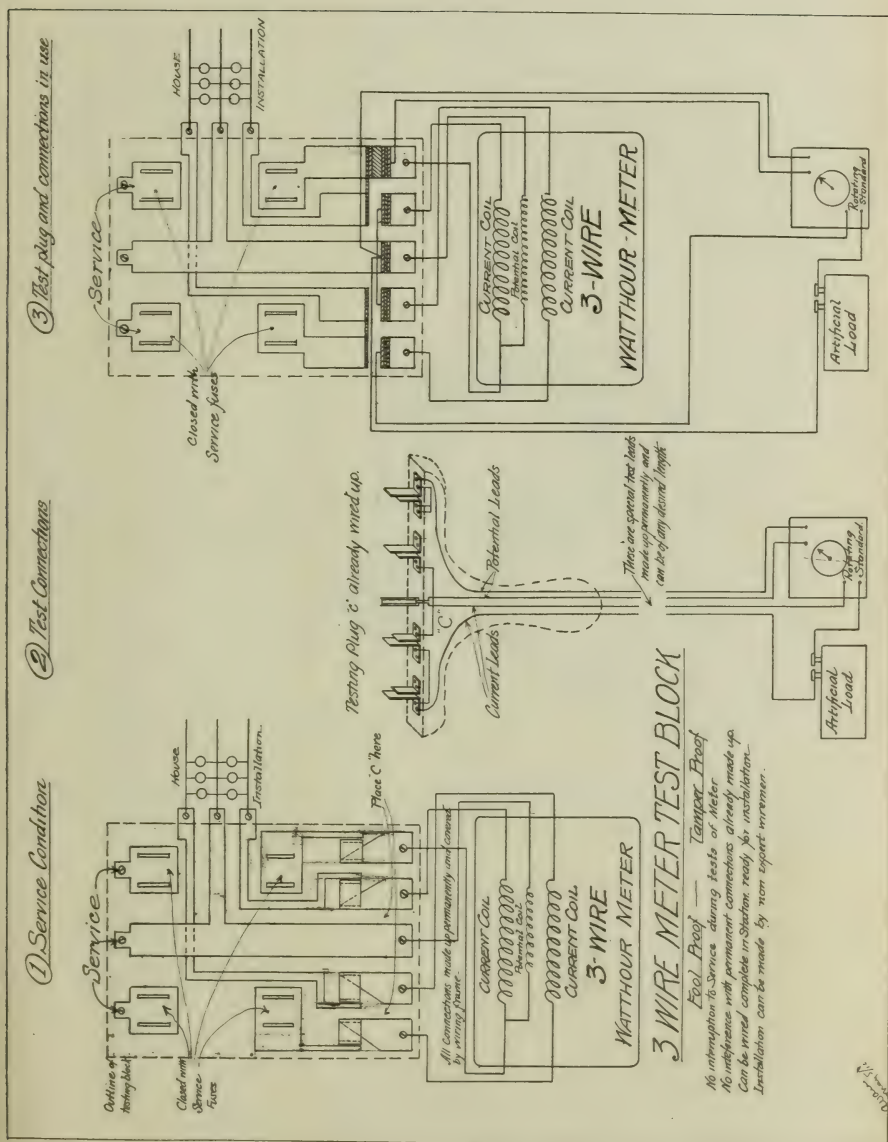 ① Service Condition
Outline of
testing block
Service
House
Installation
Closed with
Service
Fuses
Place "C" here
All connections made up permanently and covered
by wiring frame.
CURRENT COIL
Potential Coil
CURRENT COIL
3-WIRE
WATTHOUR METER
② Test Connections
Testing Plug "C" already wired up.
"C"
Potential Leads
Current Leads
These are special test leads
made up permanently and
can be of any desired length
Rotating
Standard.
Artificial
Load
③ Test plug and connections in use
Service
HOUSE
INSTALLATION
Closed with
Service fuses
CURRENT COIL
Potential Coil
CURRENT COIL
3-WIRE
WATTHOUR-METER
Rotating
Standard
Artificial
Load
3 WIRE METER TEST BLOCK
Fool Proof — Tamper Proof
No interruption to Service during tests of Meter
No inteference with permanent connections already made up.
Can be wired complete in Station ready for installation
Installation can be made by non expert wiremen.